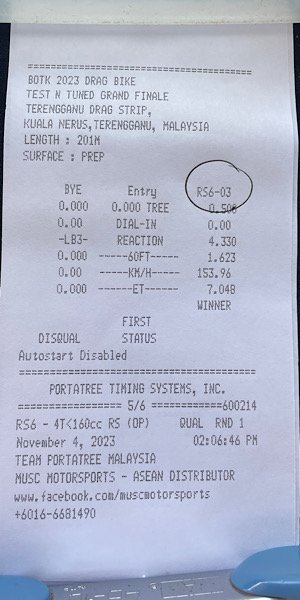 ==================================
BOTK 2023 DRAG BIKE
TEST N TUNED GRAND FINALE
TERENGGANU DRAG STRIP,
KUALA NERUS,TERENGGANU, MALAYSIA
LENGTH : 201M
SURFACE : PREP
BYE Entry RS6-03
0.000 0.000 TREE 0.500
0.00 DIAL-IN 0.00
-LB3- REACTION 4.330
0.000 ------60FT----- 1.623
0.00 ------KM/H----- 153.96
0.000 ------ET------- 7.048
WINNER
FIRST
DISQUAL STATUS
Autostart Disabled
==================================
PORTATREE TIMING SYSTEMS, INC.
================= 5/6 ============600214
RS6 - 4T<160cc RS (OP) QUAL RND 1
November 4, 2023 02:06:46 PM
TEAM PORTATREE MALAYSIA
MUSC MOTORSPORTS - ASEAN DISTRIBUTOR
www.facebook.com/muscmotorsports
+6016-6681490